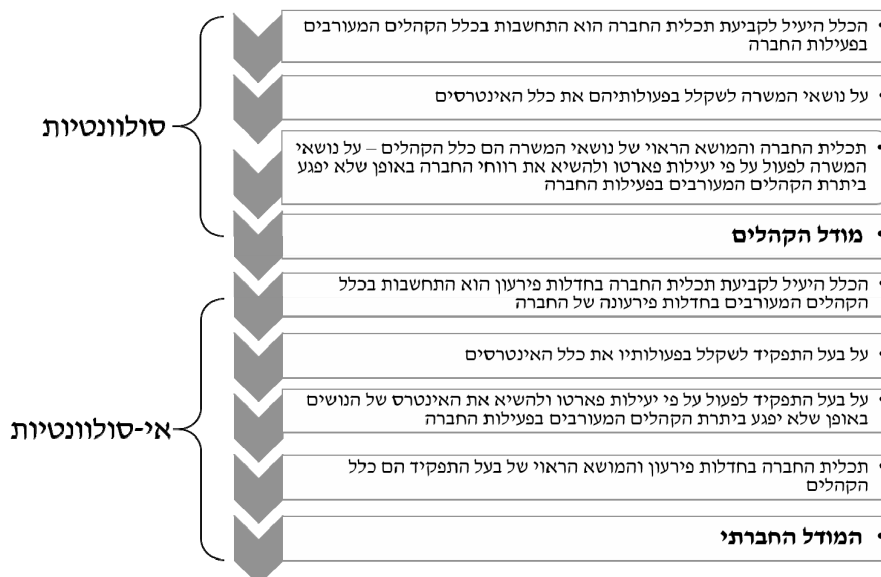 הכלל היעיל לקביעת תכלית החברה הוא התחשבות בכלל הקהלים המעורבים
בפעילות החברה
על נושאי המשרה לשקלל בפעולותיהם את כלל האינטרסים
תכלית החברה והמושא הראוי של נושאי המשרה הם כלל הקהלים – על נושאי
המשרה לפעול על פי יעילות פארטו ולהשיא את רווחי החברה באופן שלא יפגע
ביתרת הקהלים המעורבים בפעילות החברה
מודל הקהלים
סולוונטיות
הכלל היעיל לקביעת תכלית החברה בחדלות פירעון הוא התחשבות בכלל
הקהלים המעורבים בחדלות פירעונה של החברה
על בעל התפקיד לשקלל בפעולותיו את כלל האינטרסים
על בעל התפקיד לפעול על פי יעילות פארטו ולהשיא את האינטרס של הנושים
באופן שלא יפגע ביתרת הקהלים המעורבים בפעילות החברה
תכלית החברה בחדלות פירעון והמושא הראוי של בעל התפקיד הם כלל
הקהלים
המודל החברתי
אי-סולוונטיות